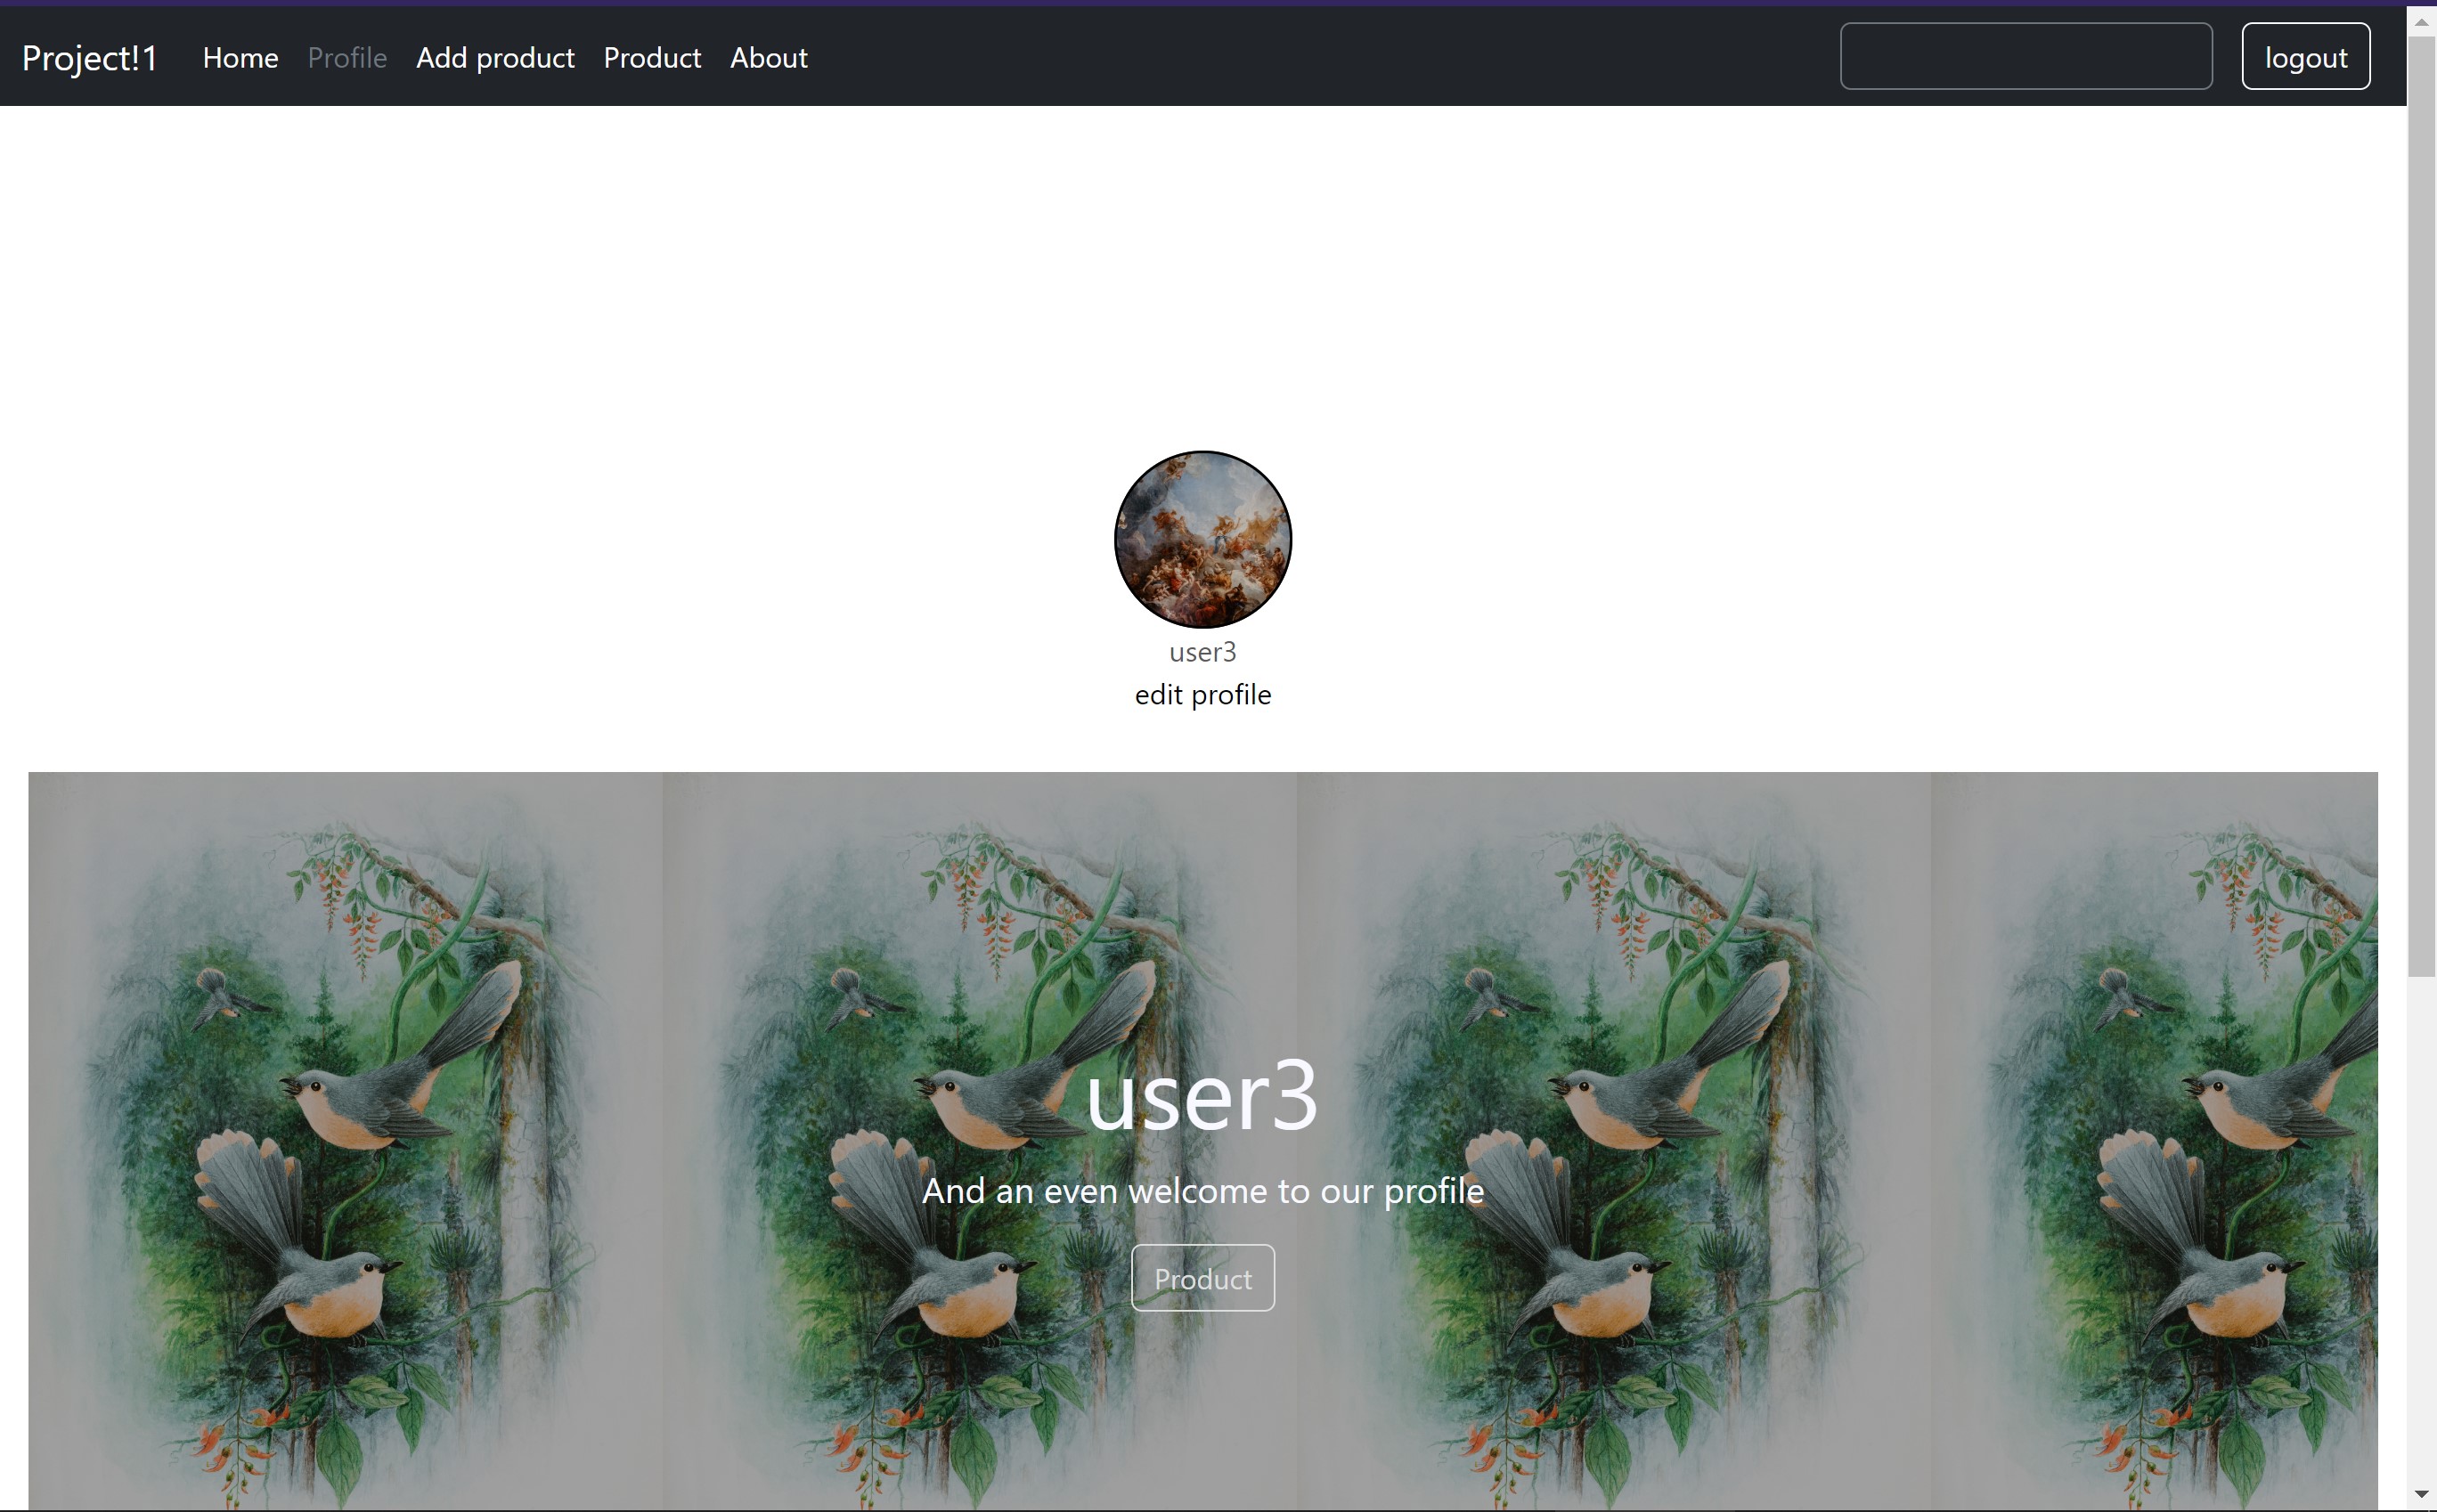 Project!1 Home Profile Add product Product About logout
user3
edit profile
user3
And an even welcome to our profile
Product